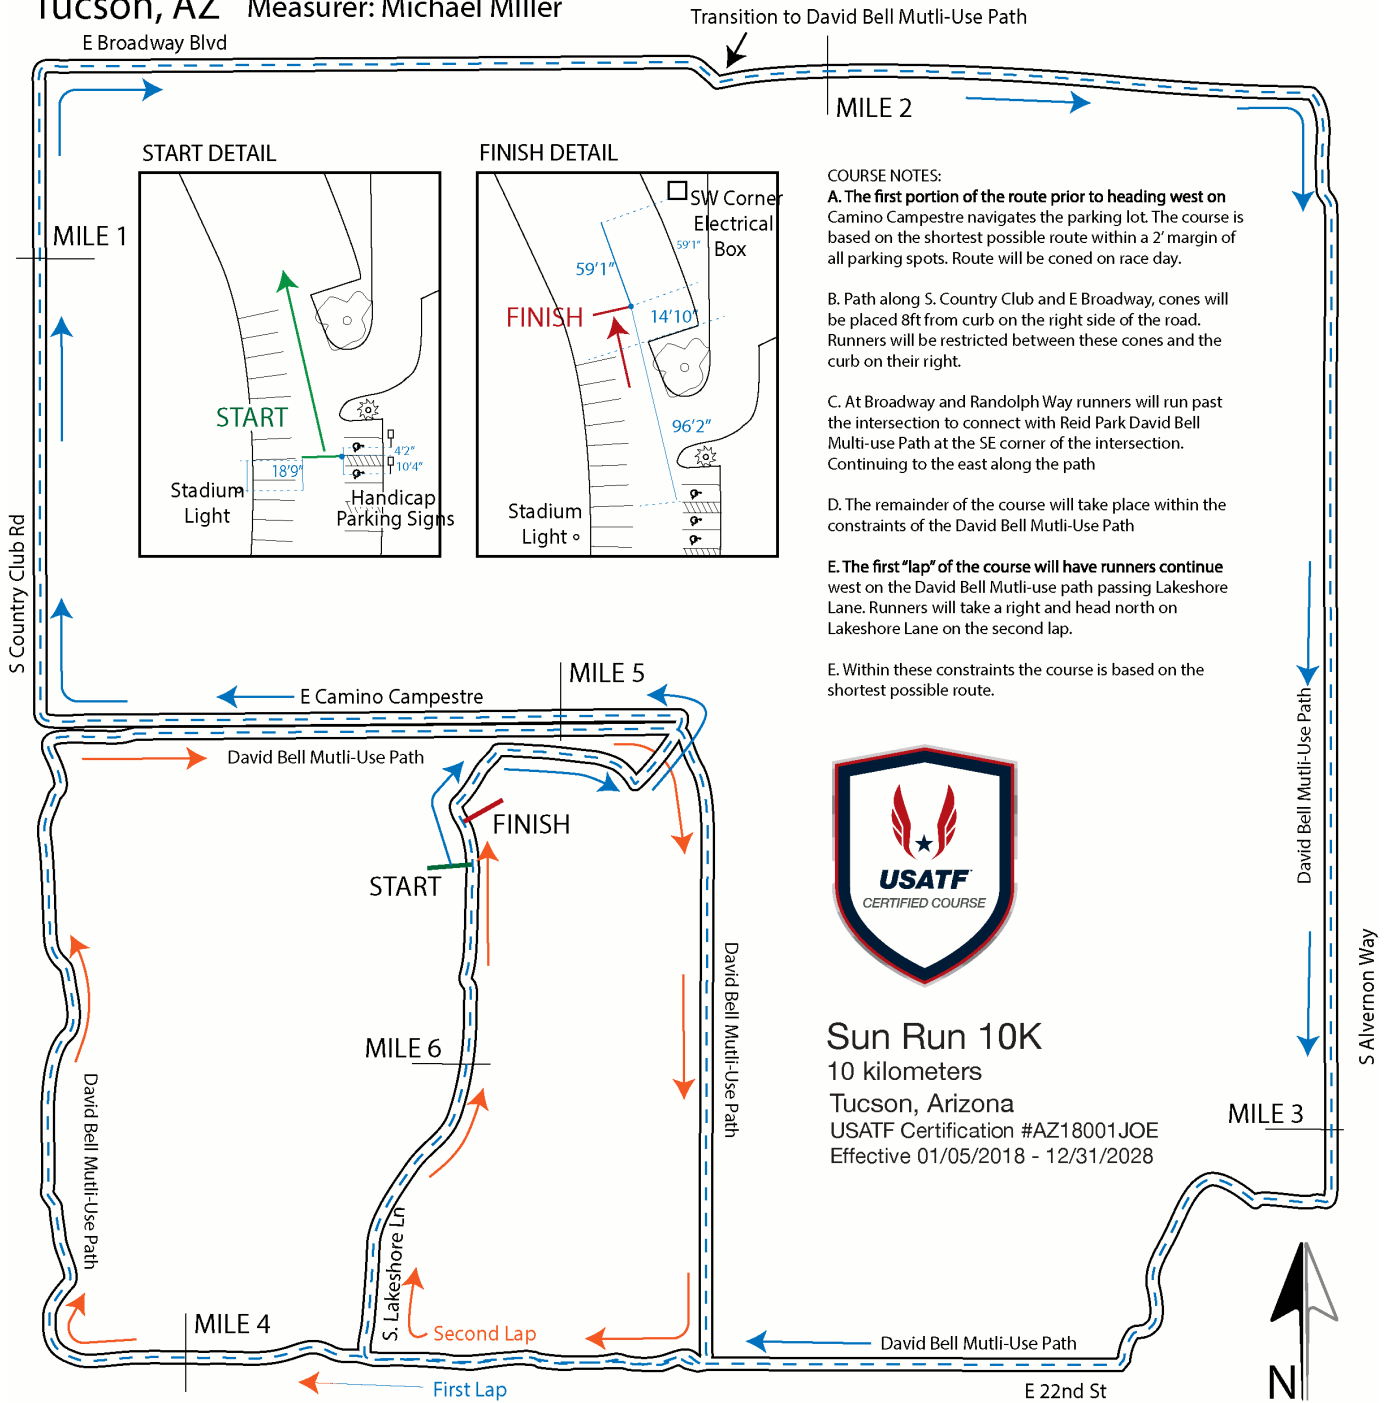 Tucson, AZ Measurer: Michael Miller
Transition to David Bell Mutli-Use Path
E Broadway Blvd
MILE 2
START DETAIL
FINISH DETAIL
MILE 1
START
18'9"
4'2"
10'4"
Stadium
Light
Handicap
Parking Signs
SW Corner
Electrical
Box
59'1"
59'1"
FINISH
14'10"
96'2"
Stadium
Light
COURSE NOTES:
A. The first portion of the route prior to heading west on
Camino Campestre navigates the parking lot. The course is
based on the shortest possible route within a 2' margin of
all parking spots. Route will be coned on race day.
B. Path along S. Country Club and E Broadway, cones will
be placed 8ft from curb on the right side of the road.
Runners will be restricted between these cones and the
curb on their right.
C. At Broadway and Randolph Way runners will run past
the intersection to connect with Reid Park David Bell
Multi-use Path at the SE corner of the intersection.
Continuing to the east along the path
D. The remainder of the course will take place within the
constraints of the David Bell Mutli-Use Path
E. The first "lap" of the course will have runners continue
west on the David Bell Mutli-use path passing Lakeshore
Lane. Runners will take a right and head north on
Lakeshore Lane on the second lap.
E. Within these constraints the course is based on the
shortest possible route.
S Country Club Rd
MILE 5
E Camino Campestre
David Bell Mutli-Use Path
FINISH
START
David Bell Mutli-Use Path
USATF
CERTIFIED COURSE
David Bell Mutli-Use Path
S Alvernon Way
Sun Run 10K
10 kilometers
Tucson, Arizona
USATF Certification #AZ18001JOE
Effective 01/05/2018 - 12/31/2028
MILE 6
MILE 3
David Bell Mutli-Use Path
S. Lakeshore Ln
MILE 4
Second Lap
David Bell Mutli-Use Path
First Lap
E 22nd St
N